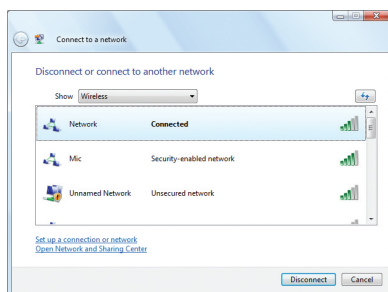 Connect to a network
Disconnect or connect to another network
Show Wireless
Network Connected
Mic Security-enabled network
Unnamed Network Unsecured network
Set up a connection or network
Open Network and Sharing Center
Disconnect Cancel